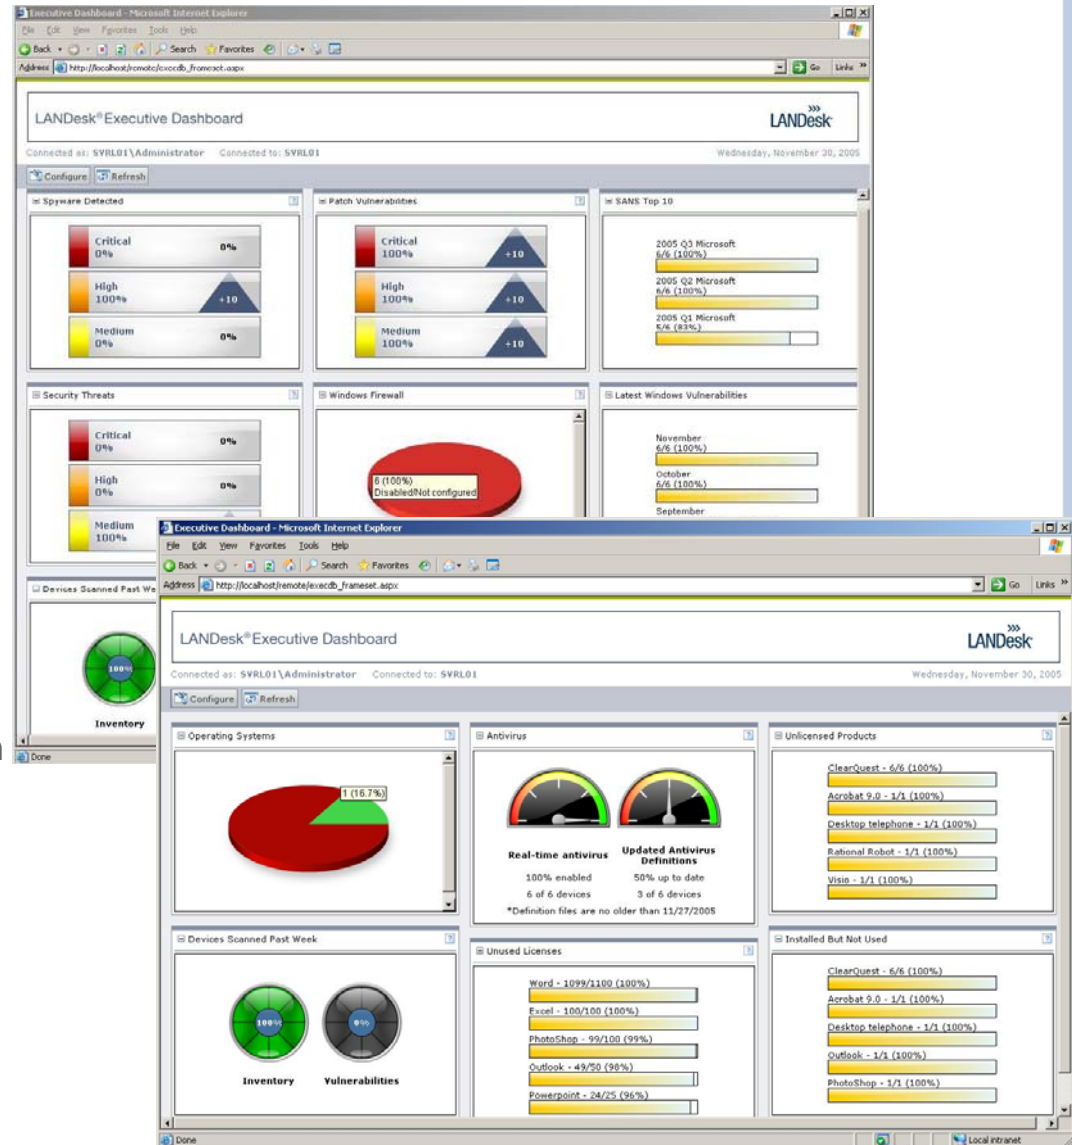 Executive Dashboard - Microsoft Internet Explorer
File Edit View Favorites Tools Help
Back Search Favorites
Address http://localhost/remote/execdb_frameset.aspx Go Links »
LANDesk® Executive Dashboard LANDesk
Connected as: SVRL01\Administrator Connected to: SVRL01 Wednesday, November 30, 2005
Configure Refresh
Spyware Detected ?
Critical
0% 0%
High
100% +10
Medium
0% 0%
Patch Vulnerabilities ?
Critical
100% +10
High
100% +10
Medium
100% +10
SANS Top 10
2005 Q3 Microsoft
6/6 (100%)
2005 Q2 Microsoft
6/6 (100%)
2005 Q1 Microsoft
5/6 (83%)
Security Threats ?
Critical
0% 0%
High
0% 0%
Medium
100%
Windows Firewall ?
6 (100%)
Disabled/Not configured
Latest Windows Vulnerabilities
November
6/6 (100%)
October
6/6 (100%)
September
Devices Scanned Past We
100%
Inventory
Done
Executive Dashboard - Microsoft Internet Explorer
File Edit View Favorites Tools Help
Back Search Favorites
Address http://localhost/remote/execdb_frameset.aspx Go Links »
LANDesk® Executive Dashboard LANDesk
Connected as: SVRL01\Administrator Connected to: SVRL01 Wednesday, November 30, 2005
Configure Refresh
Operating Systems ?
1 (16.7%)
Antivirus ?
Real-time antivirus
100% enabled
6 of 6 devices
Updated Antivirus
Definitions
50% up to date
3 of 6 devices
*Definition files are no older than 11/27/2005
Unlicensed Products ?
ClearQuest - 6/6 (100%)
Acrobat 9.0 - 1/1 (100%)
Desktop telephone - 1/1 (100%)
Rational Robot - 1/1 (100%)
Visio - 1/1 (100%)
Devices Scanned Past Week ?
100% 0%
Inventory Vulnerabilities
Unused Licenses ?
Word - 1099/1100 (100%)
Excel - 100/100 (100%)
PhotoShop - 99/100 (99%)
Outlook - 49/50 (98%)
Powerpoint - 24/25 (96%)
Installed But Not Used ?
ClearQuest - 6/6 (100%)
Acrobat 9.0 - 1/1 (100%)
Desktop telephone - 1/1 (100%)
Outlook - 1/1 (100%)
PhotoShop - 1/1 (100%)
Done Local intranet